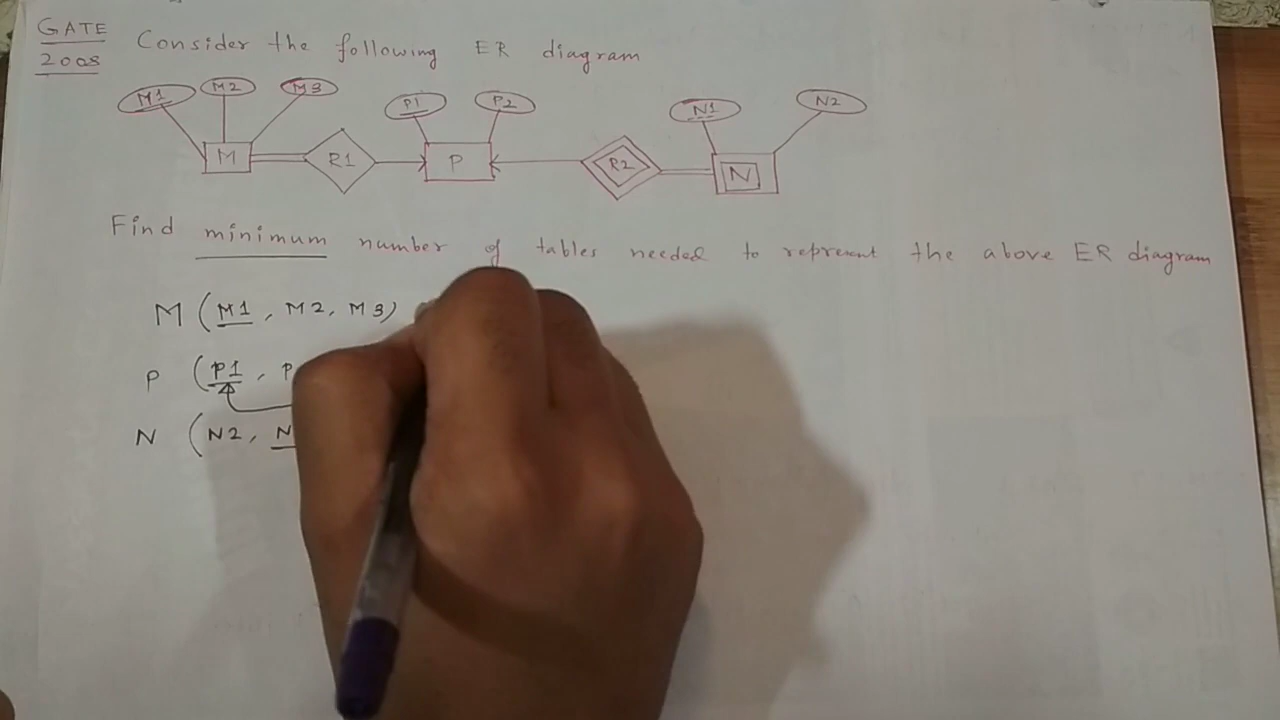 GATE
2008
Consider the following ER diagram
M1 M2 M3 P1 P2 N1 N2
M R1 P R2 N
Find minimum number of tables needed to represent the above ER diagram
M (M1, M2, M3)
P (P1, P
N (N2, N